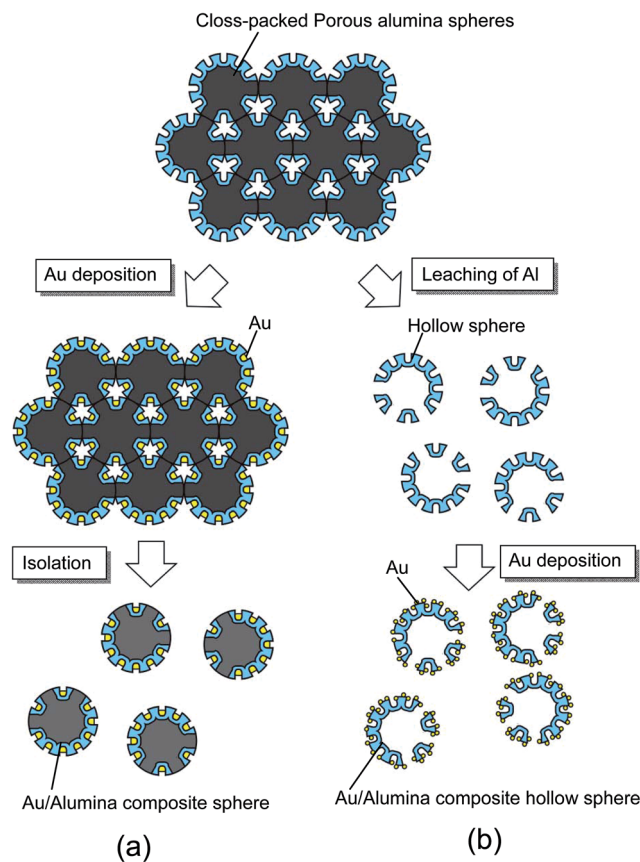 Closs-packed Porous alumina spheres
Au deposition
Leaching of Al
Au
Hollow sphere
Isolation
Au
Au deposition
Au/Alumina composite sphere
Au/Alumina composite hollow sphere
(a)
(b)